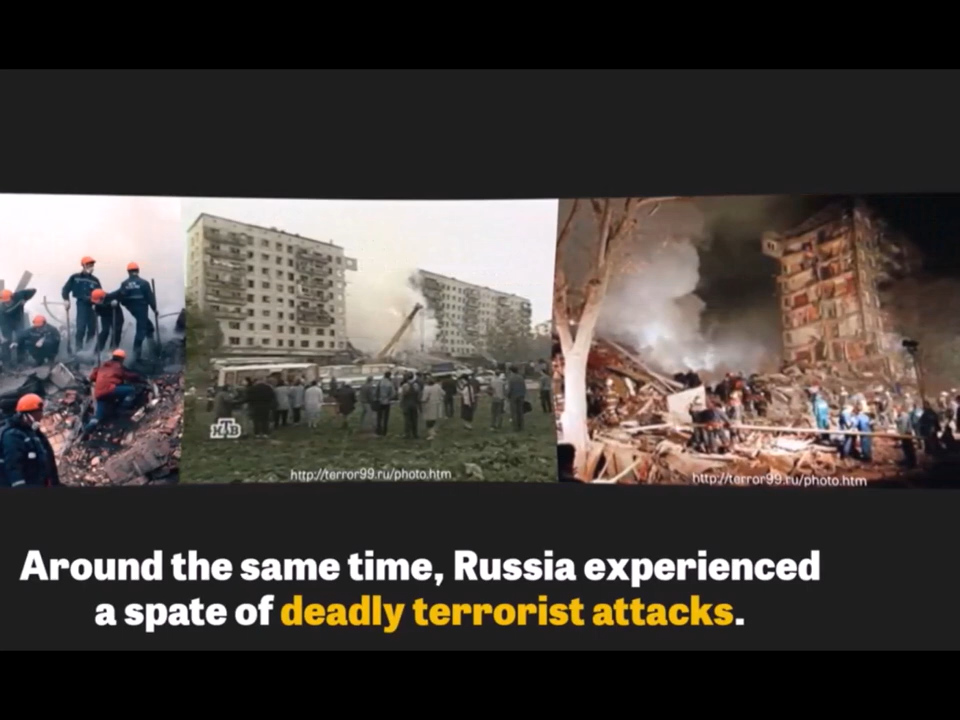 НТВ
http://terror99.ru/photo.htm
http://terror99.ru/photo.htm
Around the same time, Russia experienced
a spate of deadly terrorist attacks.